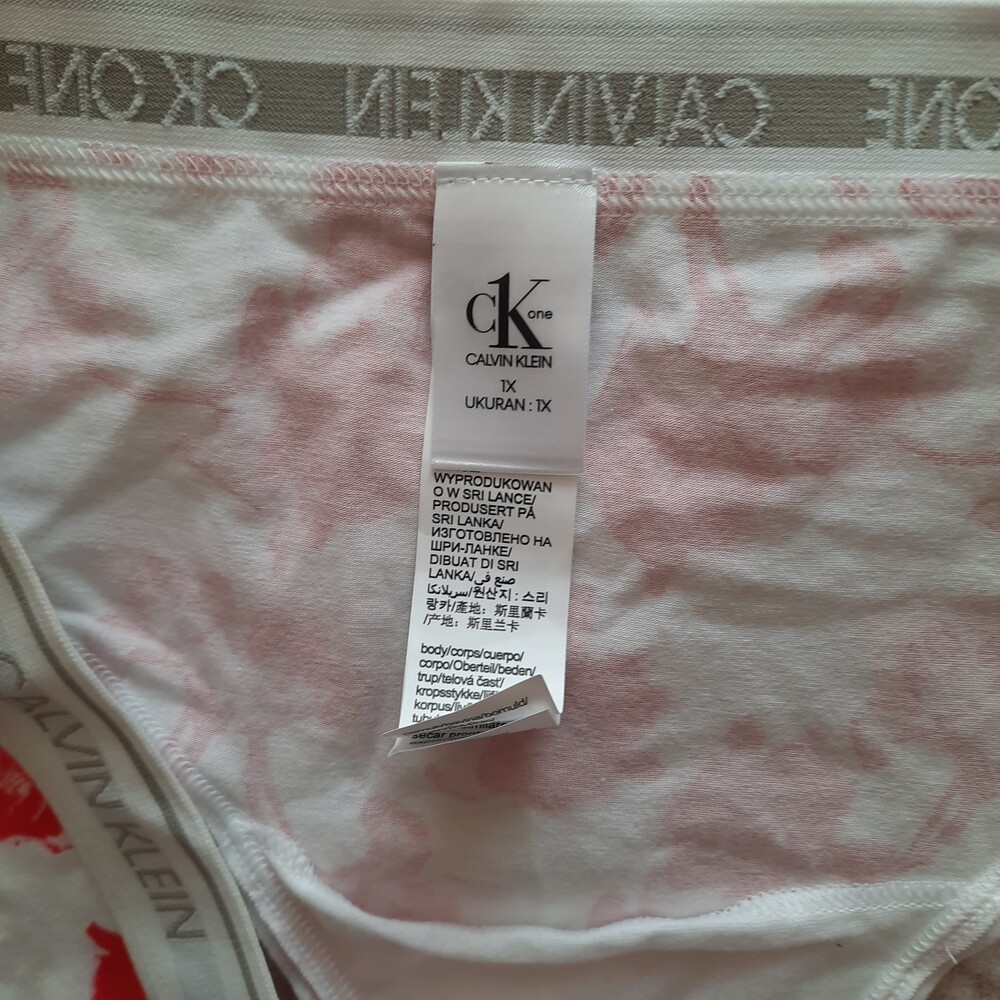 CK ONE
CALVIN KLEIN
ONE
CK one
CALVIN KLEIN
1X
UKURAN : 1X
WYPRODUKOWAN
O W SRI LANCE/
PRODUSERT PÅ
SRI LANKA/
ИЗГОТОВЛЕНО НА
ШРИ-ЛАНКЕ/
DIBUAT DI SRI
LANKA/صنع في
سريلانكا/원산지 : 스리
랑카/產地：斯里蘭卡
/产地：斯里兰卡
body/corps/cuerpo/
corpo/Oberteil/beden/
trup/telová časť/
kropsstykke/
korpus/
CALVIN KLEIN